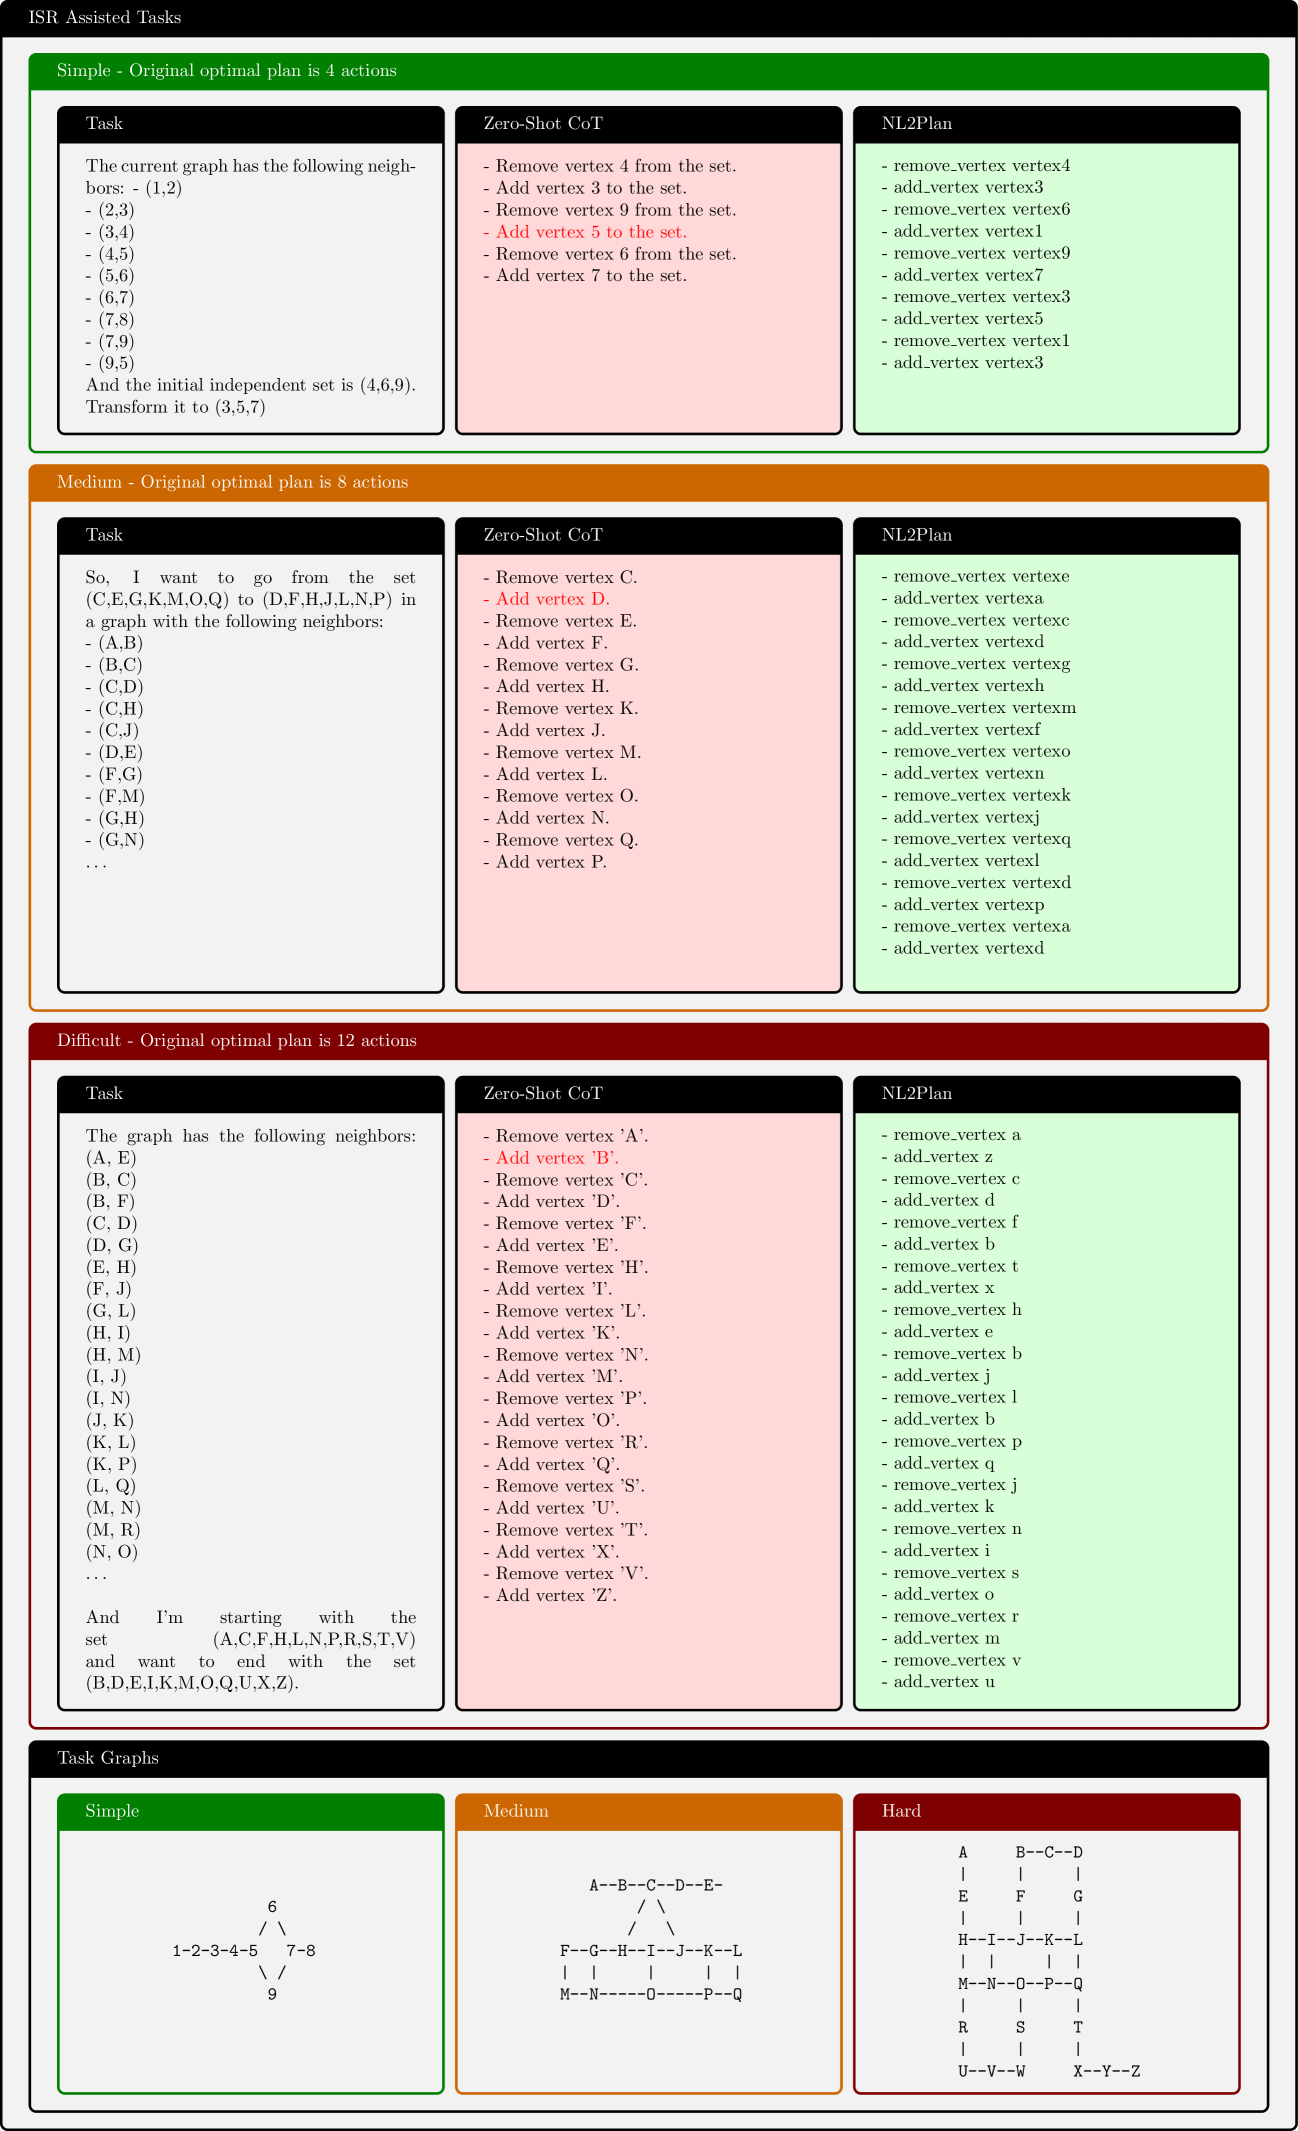 ISR Assisted Tasks
Simple - Original optimal plan is 4 actions
Task
The current graph has the following neigh-
bors: - (1,2)
- (2,3)
- (3,4)
- (4,5)
- (5,6)
- (6,7)
- (7,8)
- (7,9)
- (9,5)
And the initial independent set is (4,6,9).
Transform it to (3,5,7)
Zero-Shot CoT
- Remove vertex 4 from the set.
- Add vertex 3 to the set.
- Remove vertex 9 from the set.
- Add vertex 5 to the set.
- Remove vertex 6 from the set.
- Add vertex 7 to the set.
NL2Plan
- remove_vertex vertex4
- add_vertex vertex3
- remove_vertex vertex6
- add_vertex vertex1
- remove_vertex vertex9
- add_vertex vertex7
- remove_vertex vertex3
- add_vertex vertex5
- remove_vertex vertex1
- add_vertex vertex3
Medium - Original optimal plan is 8 actions
Task
So, I want to go from the set
(C,E,G,K,M,O,Q) to (D,F,H,J,L,N,P) in
a graph with the following neighbors:
- (A,B)
- (B,C)
- (C,D)
- (C,H)
- (C,J)
- (D,E)
- (F,G)
- (F,M)
- (G,H)
- (G,N)
...
Zero-Shot CoT
- Remove vertex C.
- Add vertex D.
- Remove vertex E.
- Add vertex F.
- Remove vertex G.
- Add vertex H.
- Remove vertex K.
- Add vertex J.
- Remove vertex M.
- Add vertex L.
- Remove vertex O.
- Add vertex N.
- Remove vertex Q.
- Add vertex P.
NL2Plan
- remove_vertex vertexe
- add_vertex vertexa
- remove_vertex vertexc
- add_vertex vertexd
- remove_vertex vertexg
- add_vertex vertexh
- remove_vertex vertexm
- add_vertex vertexf
- remove_vertex vertexo
- add_vertex vertexn
- remove_vertex vertexk
- add_vertex vertexj
- remove_vertex vertexq
- add_vertex vertexl
- remove_vertex vertexd
- add_vertex vertexp
- remove_vertex vertexa
- add_vertex vertexd
Difficult - Original optimal plan is 12 actions
Task
The graph has the following neighbors:
(A, E)
(B, C)
(B, F)
(C, D)
(D, G)
(E, H)
(F, J)
(G, L)
(H, I)
(H, M)
(I, J)
(I, N)
(J, K)
(K, L)
(K, P)
(L, Q)
(M, N)
(M, R)
(N, O)
...
And I'm starting with the
set (A,C,F,H,L,N,P,R,S,T,V)
and want to end with the set
(B,D,E,I,K,M,O,Q,U,X,Z).
Zero-Shot CoT
- Remove vertex 'A'.
- Add vertex 'B'.
- Remove vertex 'C'.
- Add vertex 'D'.
- Remove vertex 'F'.
- Add vertex 'E'.
- Remove vertex 'H'.
- Add vertex 'I'.
- Remove vertex 'L'.
- Add vertex 'K'.
- Remove vertex 'N'.
- Add vertex 'M'.
- Remove vertex 'P'.
- Add vertex 'O'.
- Remove vertex 'R'.
- Add vertex 'Q'.
- Remove vertex 'S'.
- Add vertex 'U'.
- Remove vertex 'T'.
- Add vertex 'X'.
- Remove vertex 'V'.
- Add vertex 'Z'.
NL2Plan
- remove_vertex a
- add_vertex z
- remove_vertex c
- add_vertex d
- remove_vertex f
- add_vertex b
- remove_vertex t
- add_vertex x
- remove_vertex h
- add_vertex e
- remove_vertex b
- add_vertex j
- remove_vertex l
- add_vertex b
- remove_vertex p
- add_vertex q
- remove_vertex j
- add_vertex k
- remove_vertex n
- add_vertex i
- remove_vertex s
- add_vertex o
- remove_vertex r
- add_vertex m
- remove_vertex v
- add_vertex u
Task Graphs
Simple
          6
         / \
1-2-3-4-5   7-8
         \ /
          9
Medium
   A--B--C--D--E-
        / \
       /   \
F--G--H--I--J--K--L
|  |     |     |  |
M--N-----O-----P--Q
Hard
A     B--C--D
|     |     |
E     F     G
|     |     |
H--I--J--K--L
|  |     |  |
M--N--O--P--Q
|     |     |
R     S     T
|     |     |
U--V--W     X--Y--Z